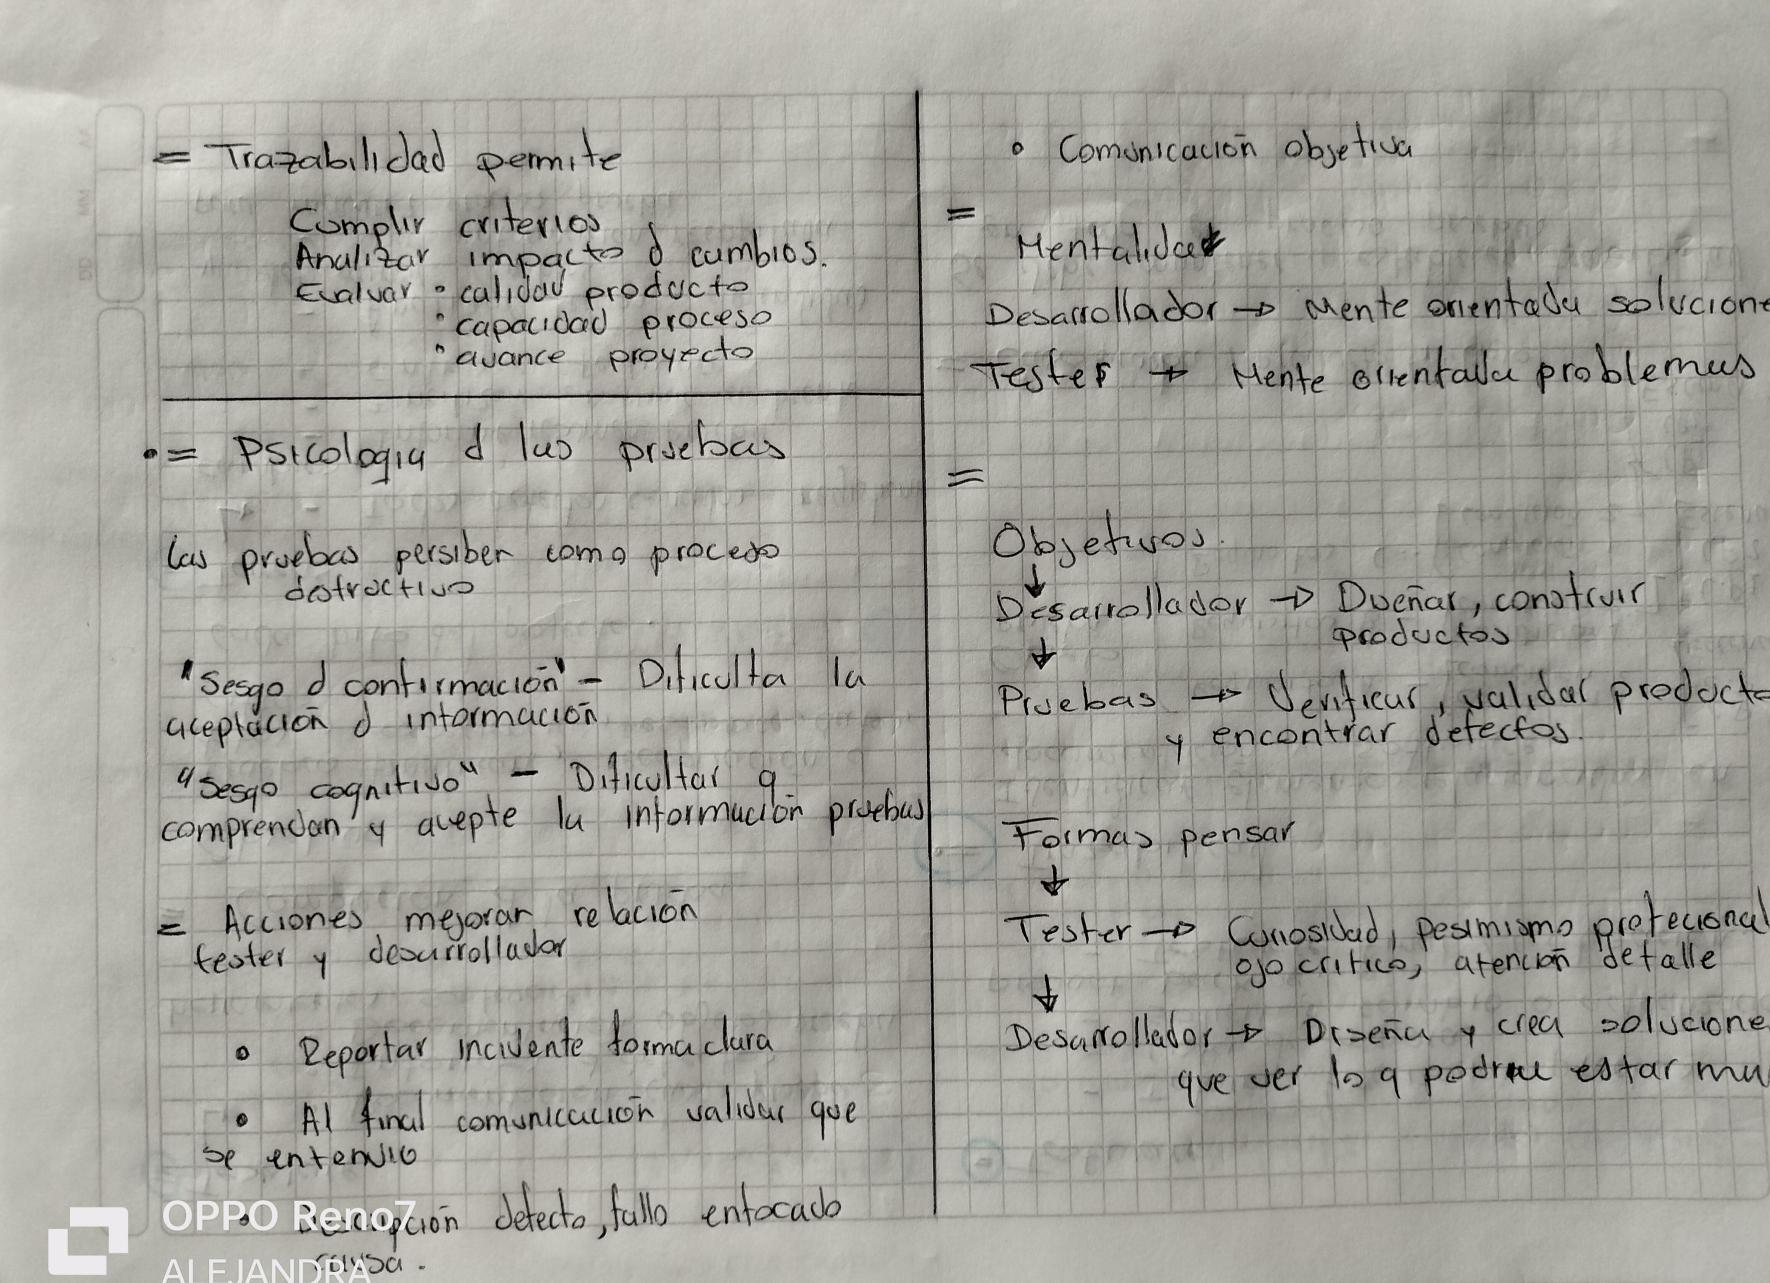 = Trazabilidad permite
Cumplir criterios
Analizar impacto d cambios.
Evaluar • calidad producto
• capacidad proceso
• avance proyecto
• = Psicologia d las pruebas
las pruebas persiben como proceso
destructivo
"Sesgo d confirmación" - Dificulta la
aceptación d información
"Sesgo cognitivo" - Dificultar q
comprendan y acepte la información pruebas
= Acciones mejorar relación
tester y desarrollador
• Reportar incidente forma clara
• Al final comunicación validar que
se entendio
• Descripción defecto, fallo enfocado
causa.
• Comunicación objetiva
=
Mentalidad
Desarrollador → Mente orientada solucione
Tester → Mente orientada problemas
=
Objetivos.
↓
Desarrollador → Diseñar, construir
productos
↓
Pruebas → Verificar, validar producto
y encontrar defectos.
Formas pensar
↓
Tester → Curiosidad, pesimismo profecional
ojo critico, atención detalle
↓
Desarrollador → Diseña y crea solucione
que ver lo q podria estar mu
OPPO Reno7
ALEJANDRA